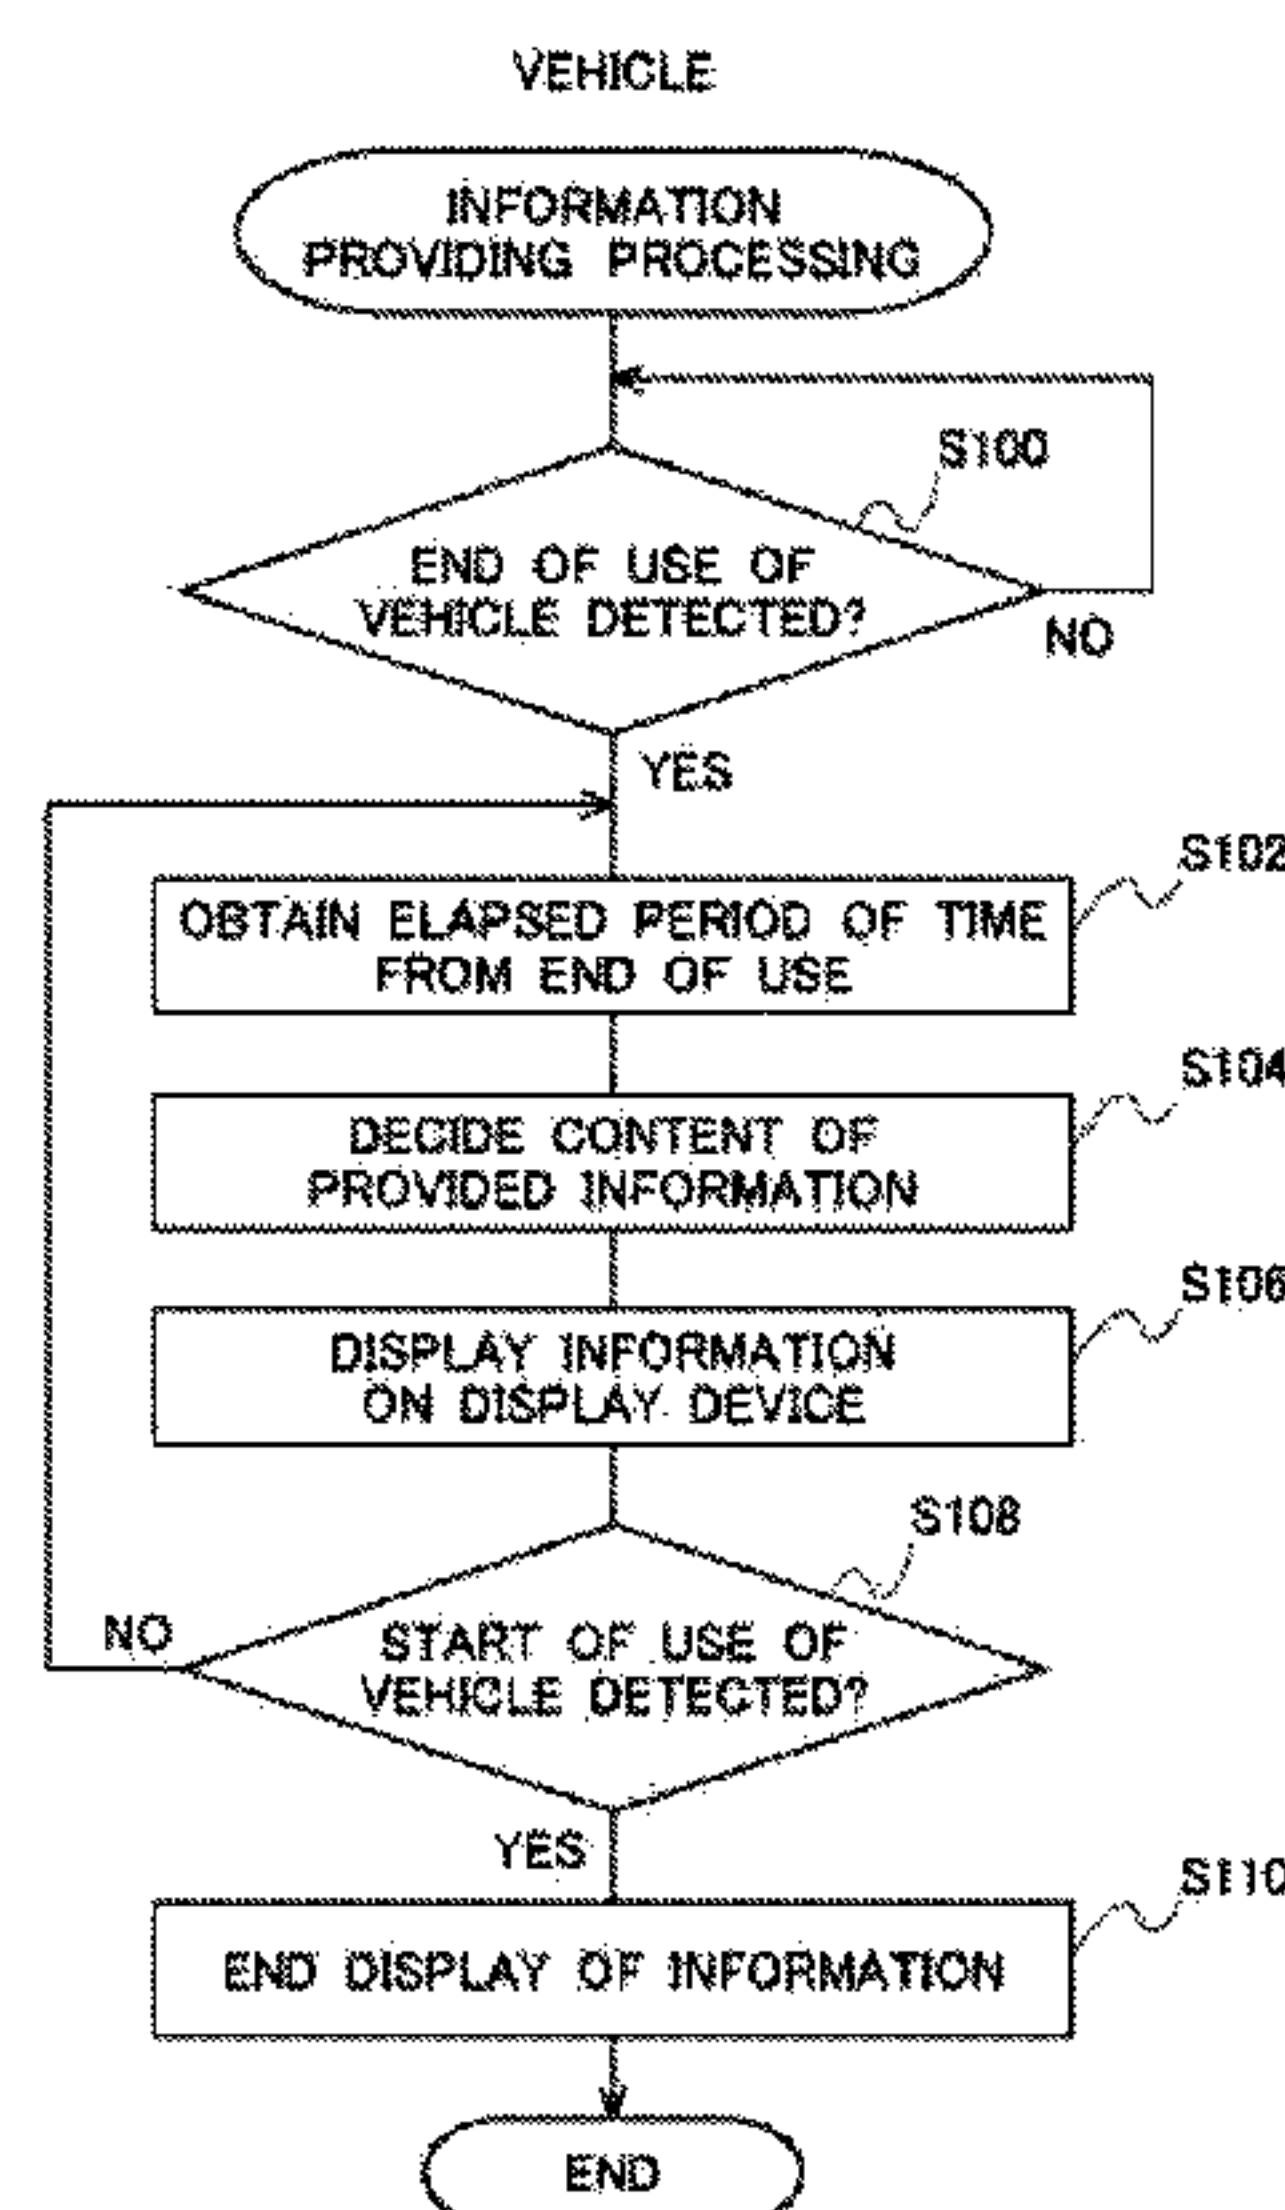 VEHICLE
INFORMATION
PROVIDING PROCESSING
S100
END OF USE OF
VEHICLE DETECTED?
NO
YES
S102
OBTAIN ELAPSED PERIOD OF TIME
FROM END OF USE
S104
DECIDE CONTENT OF
PROVIDED INFORMATION
S106
DISPLAY INFORMATION
ON DISPLAY DEVICE
S108
NO
START OF USE OF
VEHICLE DETECTED?
YES
S110
END DISPLAY OF INFORMATION
END